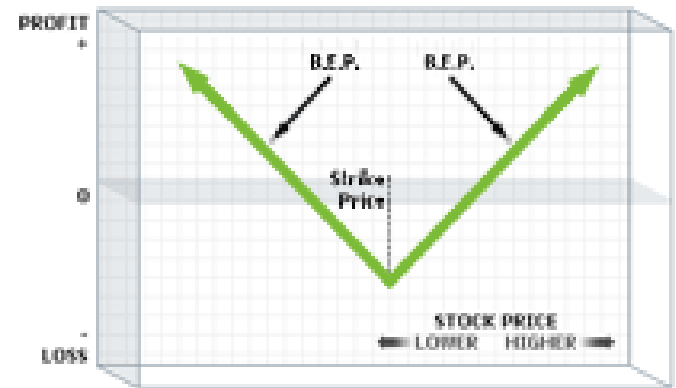 PROFIT
+
B.E.P. B.E.P.
Strike
Price
0
STOCK PRICE
-
LOWER HIGHER
LOSS